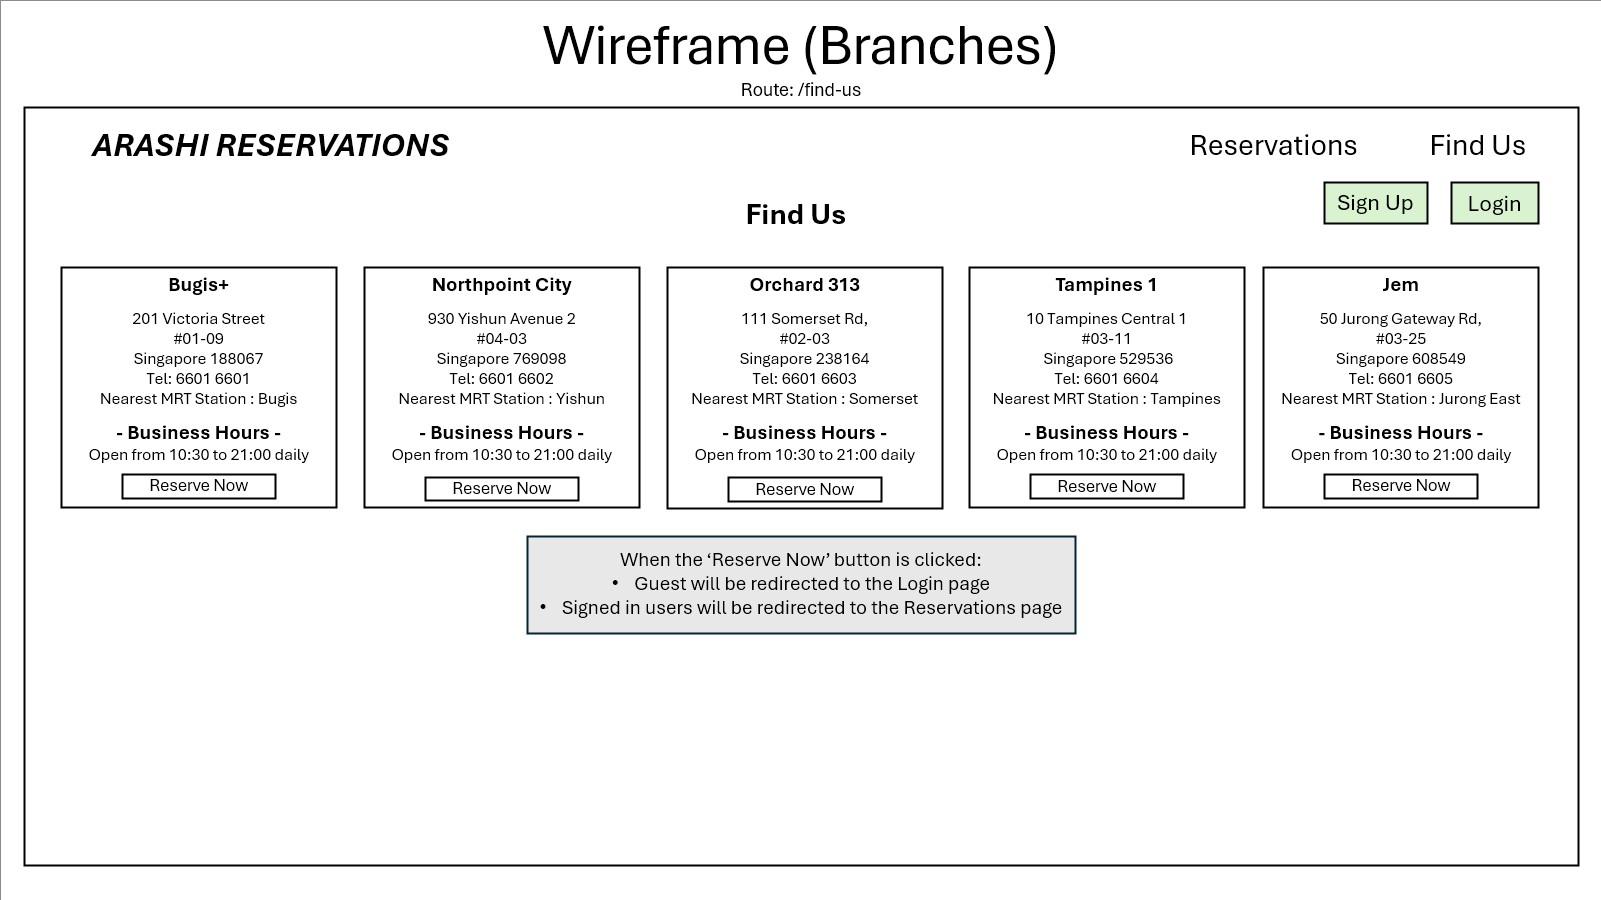 Wireframe (Branches)
Route: /find-us
ARASHI RESERVATIONS
Reservations
Find Us
Sign Up
Login
Find Us
Bugis+
201 Victoria Street
#01-09
Singapore 188067
Tel: 6601 6601
Nearest MRT Station : Bugis
- Business Hours -
Open from 10:30 to 21:00 daily
Reserve Now
Northpoint City
930 Yishun Avenue 2
#04-03
Singapore 769098
Tel: 6601 6602
Nearest MRT Station : Yishun
- Business Hours -
Open from 10:30 to 21:00 daily
Reserve Now
Orchard 313
111 Somerset Rd,
#02-03
Singapore 238164
Tel: 6601 6603
Nearest MRT Station : Somerset
- Business Hours -
Open from 10:30 to 21:00 daily
Reserve Now
Tampines 1
10 Tampines Central 1
#03-11
Singapore 529536
Tel: 6601 6604
Nearest MRT Station : Tampines
- Business Hours -
Open from 10:30 to 21:00 daily
Reserve Now
Jem
50 Jurong Gateway Rd,
#03-25
Singapore 608549
Tel: 6601 6605
Nearest MRT Station : Jurong East
- Business Hours -
Open from 10:30 to 21:00 daily
Reserve Now
When the ‘Reserve Now’ button is clicked:
• Guest will be redirected to the Login page
• Signed in users will be redirected to the Reservations page